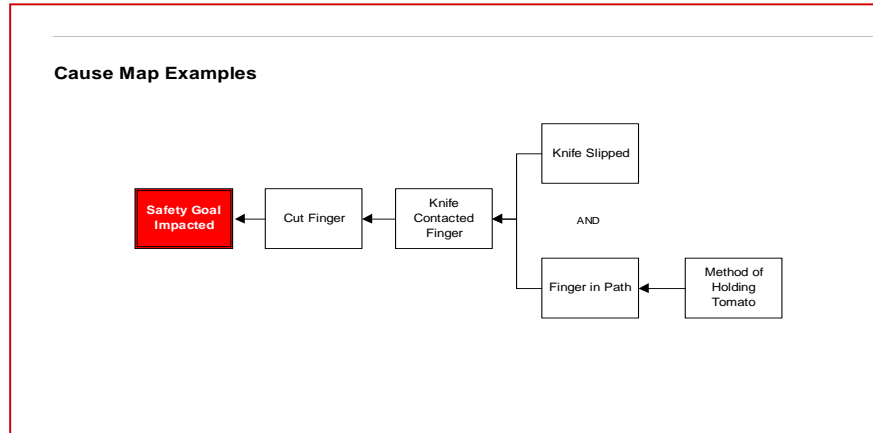 Cause Map Examples
Knife Slipped
Safety Goal
Impacted
Cut Finger
Knife
Contacted
Finger
AND
Finger in Path
Method of
Holding
Tomato